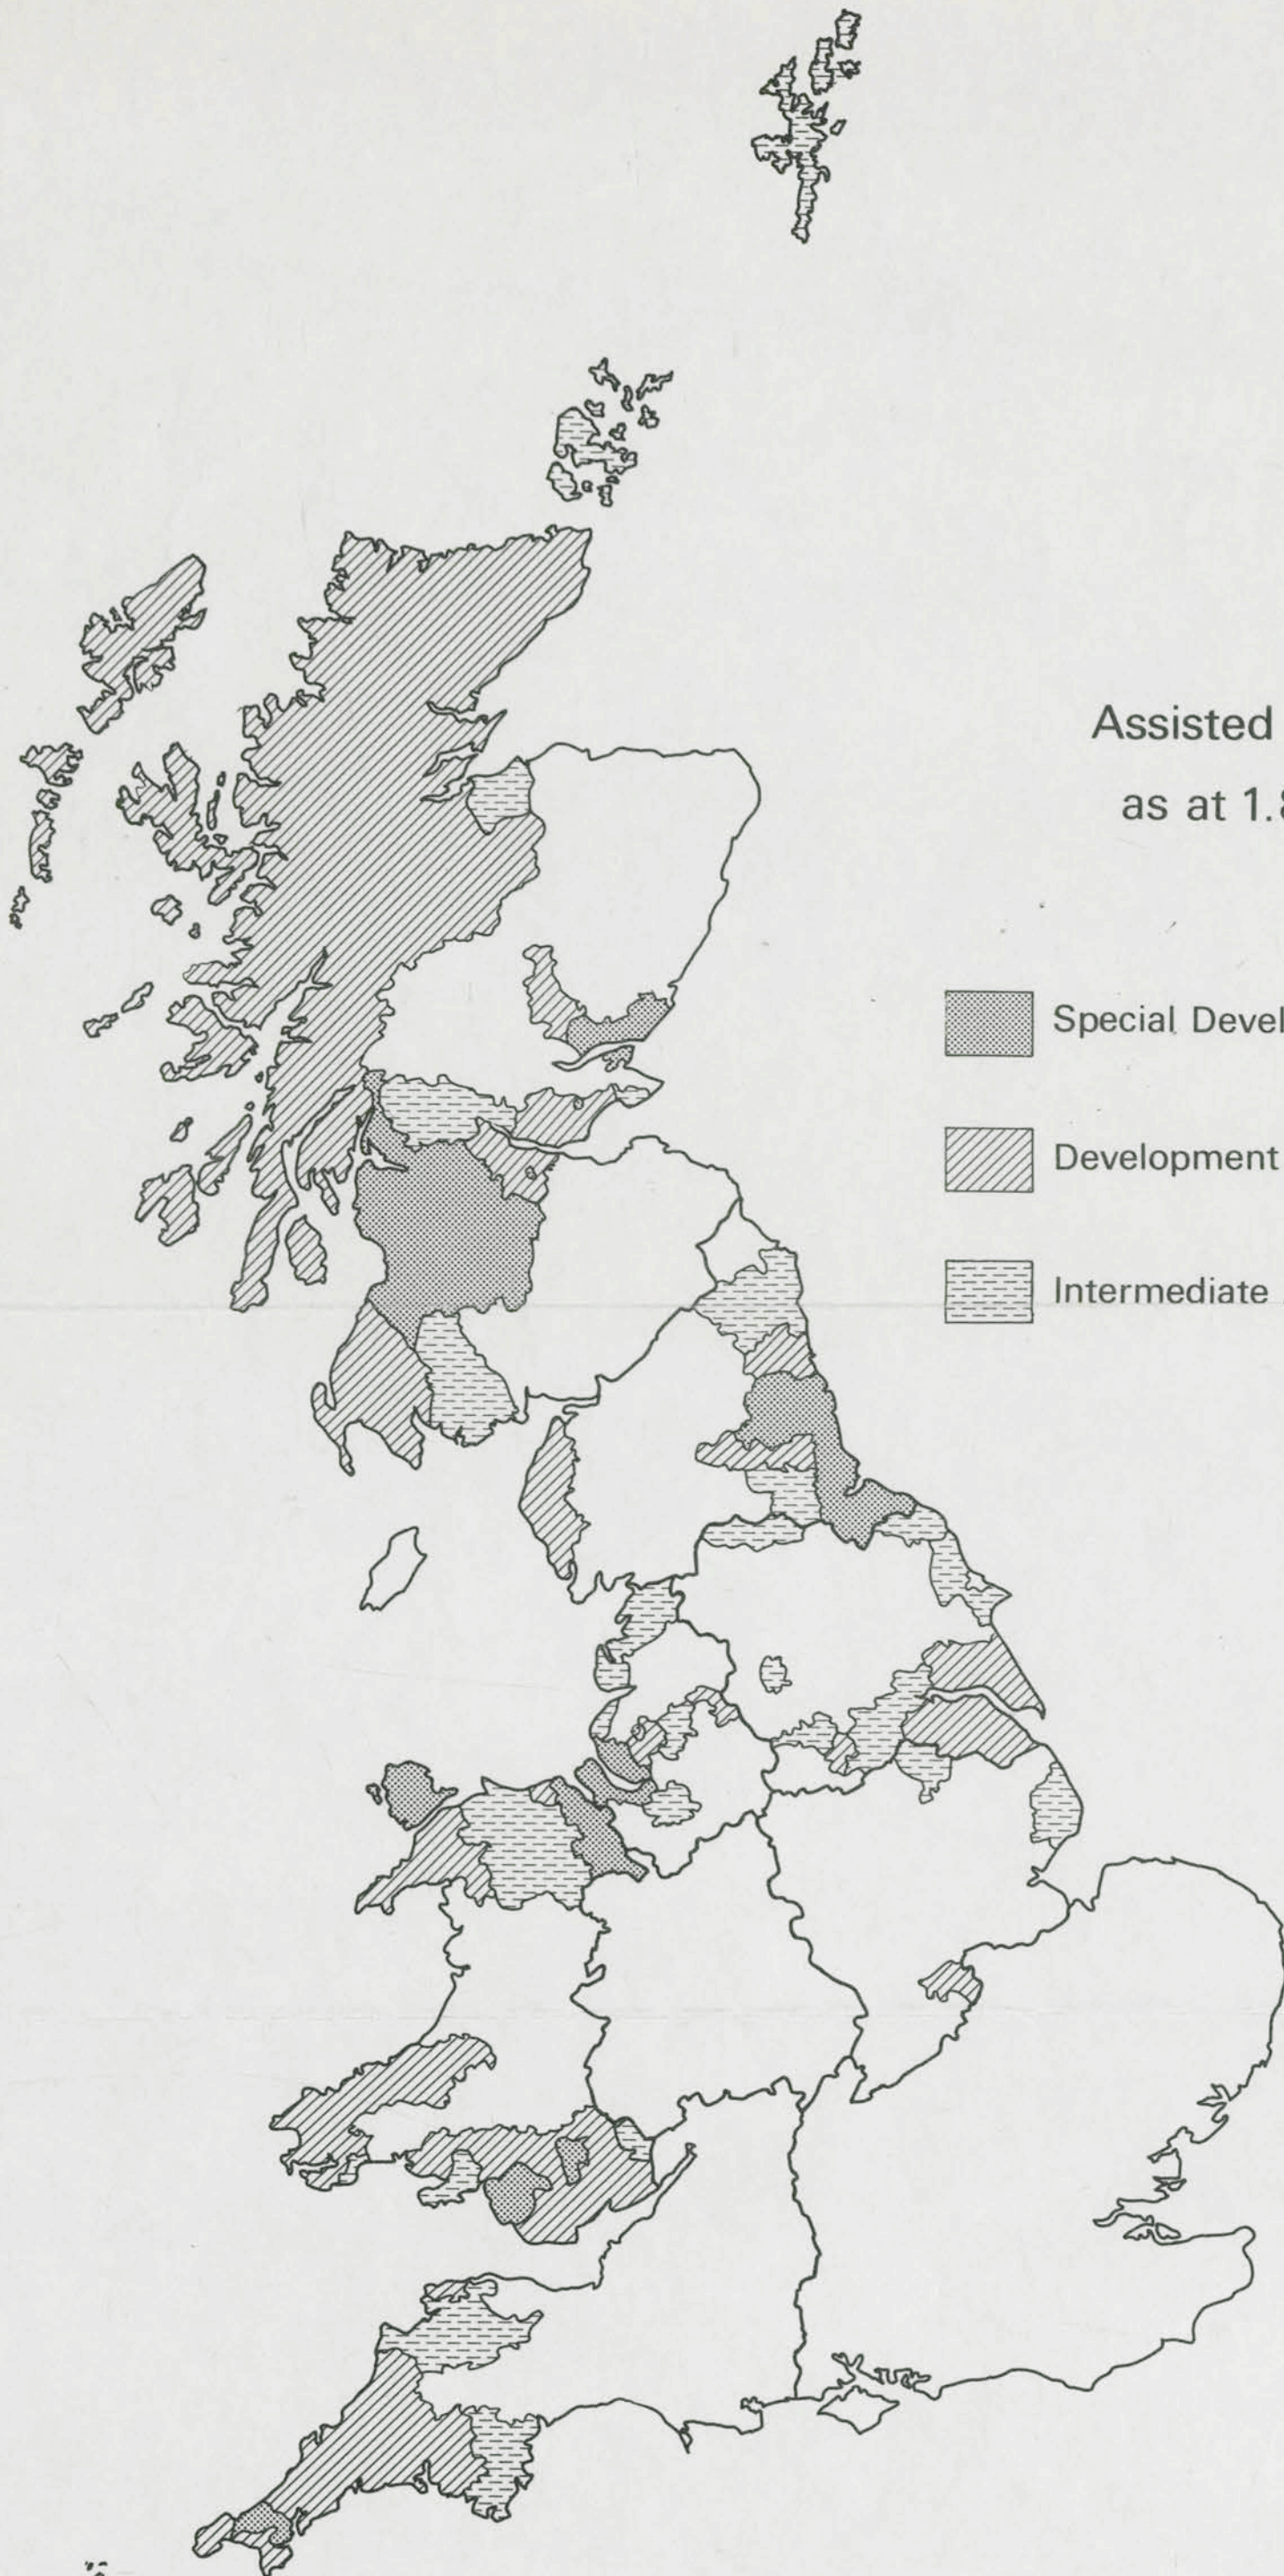 Assisted
as at 1.
Special Devel
Development
Intermediate